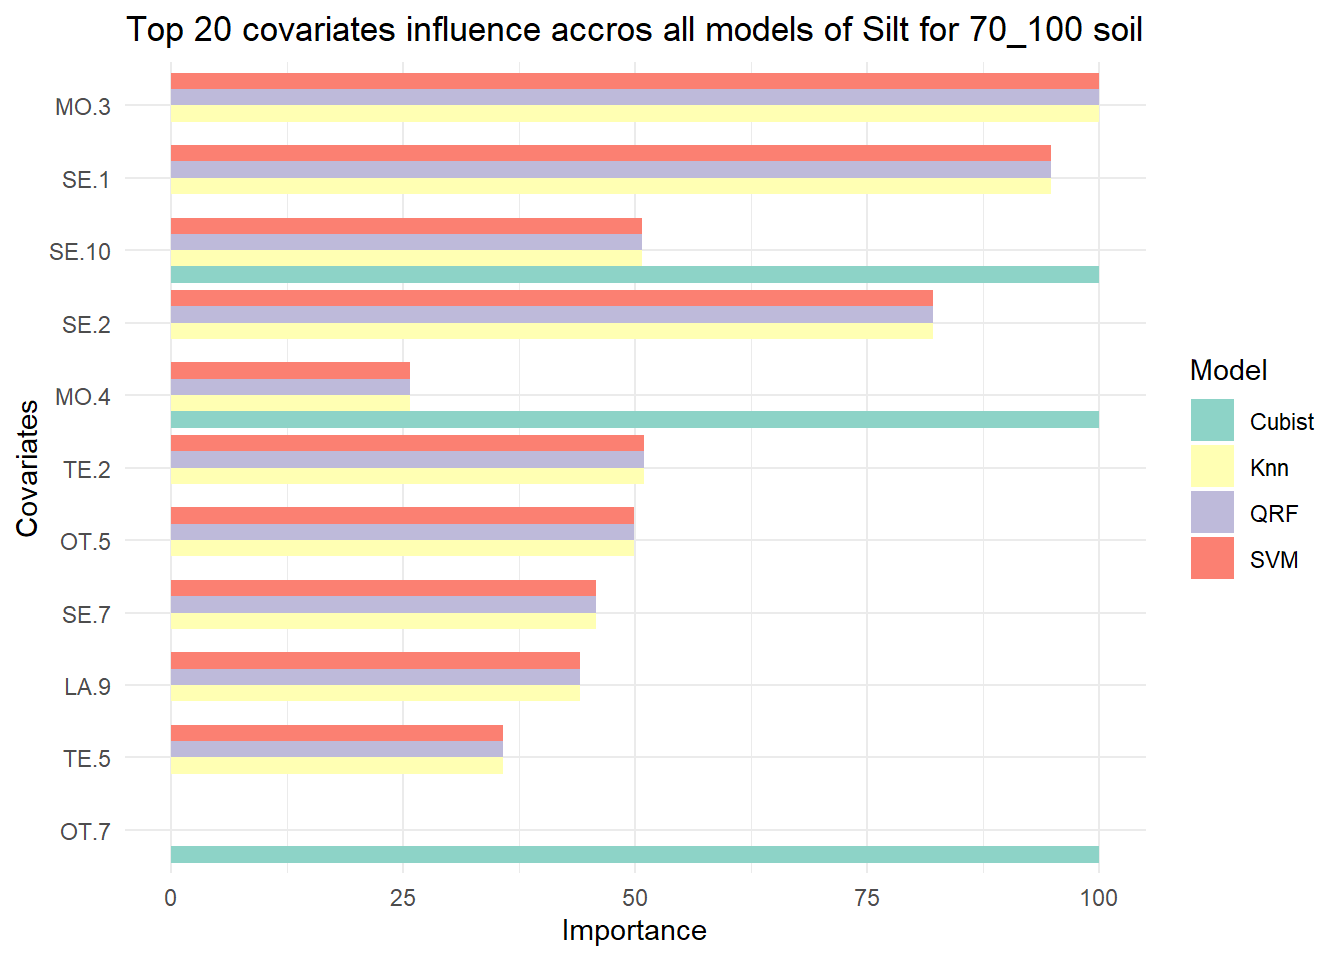 Top 20 covariates influence accros all models of Silt for 70_100 soil
Covariates
MO.3
SE.1
SE.10
SE.2
MO.4
TE.2
OT.5
SE.7
LA.9
TE.5
OT.7
0 25 50 75 100
Importance
Model
Cubist
Knn
QRF
SVM